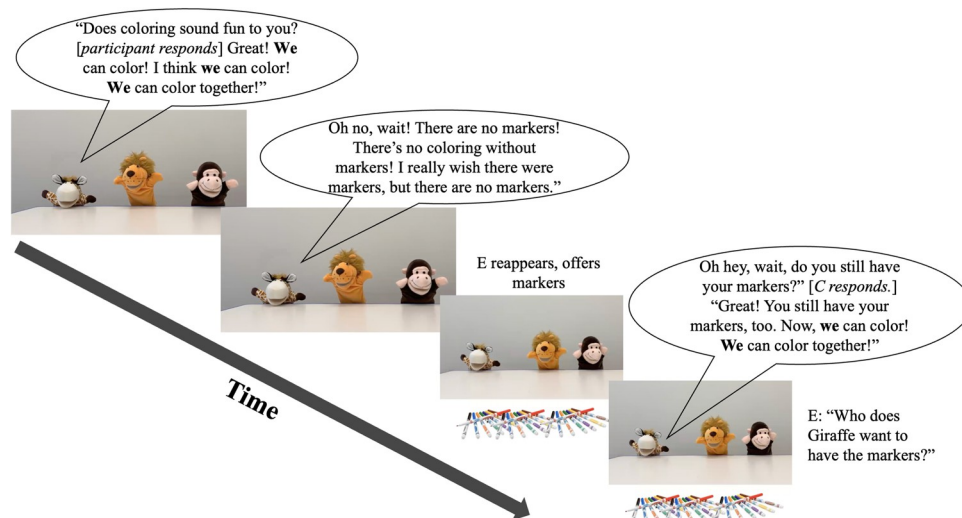 “Does coloring sound fun to you?
[participant responds] Great! We
can color! I think we can color!
We can color together!”
Oh no, wait! There are no markers!
There’s no coloring without
markers! I really wish there were
markers, but there are no markers.”
E reappears, offers
markers
Oh hey, wait, do you still have
your markers?” [C responds.]
“Great! You still have your
markers, too. Now, we can color!
We can color together!”
E: “Who does
Giraffe want to
have the markers?”
Time